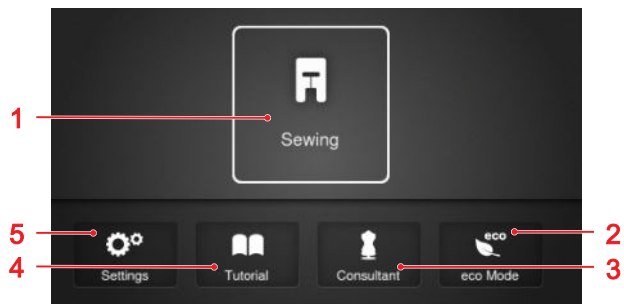 1
Sewing
5
eco
2
4
Settings
Tutorial
Consultant
eco Mode
3